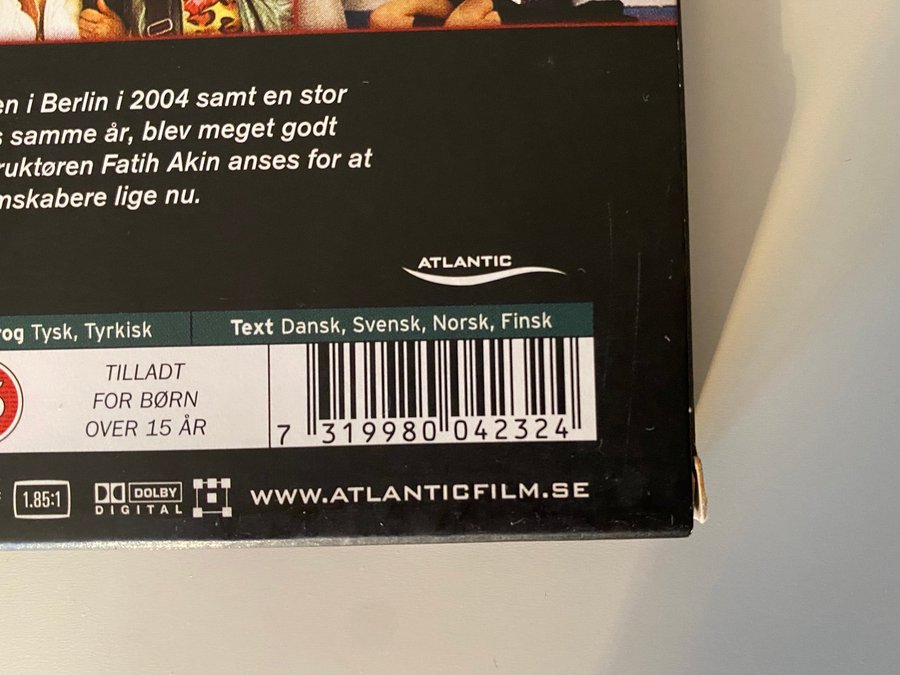 en i Berlin i 2004 samt en stor
s samme år, blev meget godt
ruktøren Fatih Akin anses for at
mskabere lige nu.
ATLANTIC
rog Tysk, Tyrkisk
Text Dansk, Svensk, Norsk, Finsk
TILLADT
FOR BØRN
OVER 15 ÅR
7 319980 042324
1.85:1
DOLBY
DIGITAL
WWW.ATLANTICFILM.SE